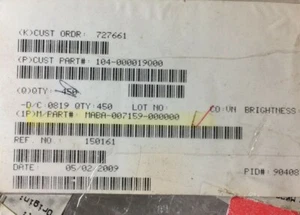 (K)CUST ORDR: 727661
(P)CUST PART#: 104-000019000
(Q)QTY: 450
-D/C:0819 QTY:450 LOT NO: CO:UN BRIGHTNESS
(1P)M/PART#: MABA-007159-000000
REF. NO. 150161
DATE 05/02/2009 PID#: 90408